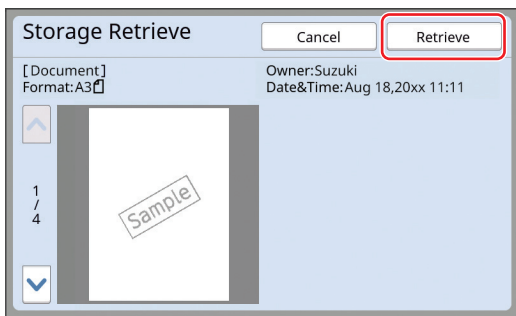 Storage Retrieve
Cancel
Retrieve
[Document]
Format:A3
Owner:Suzuki
Date&Time:Aug 18,20xx 11:11
1
/
4
Sample